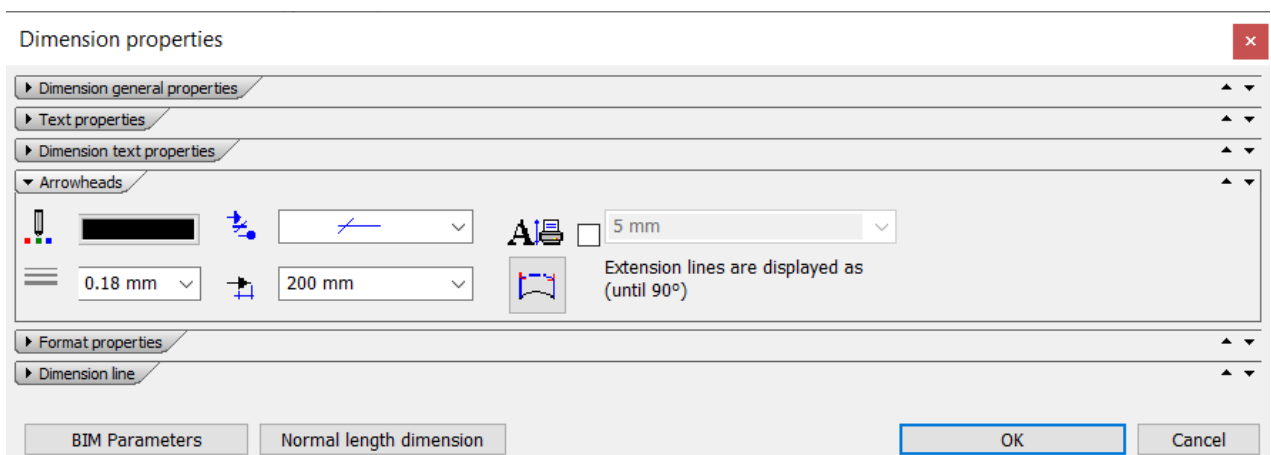 Dimension properties
Dimension general properties
Text properties
Dimension text properties
Arrowheads
A 5 mm
0.18 mm 200 mm Extension lines are displayed as
(until 90º)
Format properties
Dimension line
BIM Parameters Normal length dimension OK Cancel